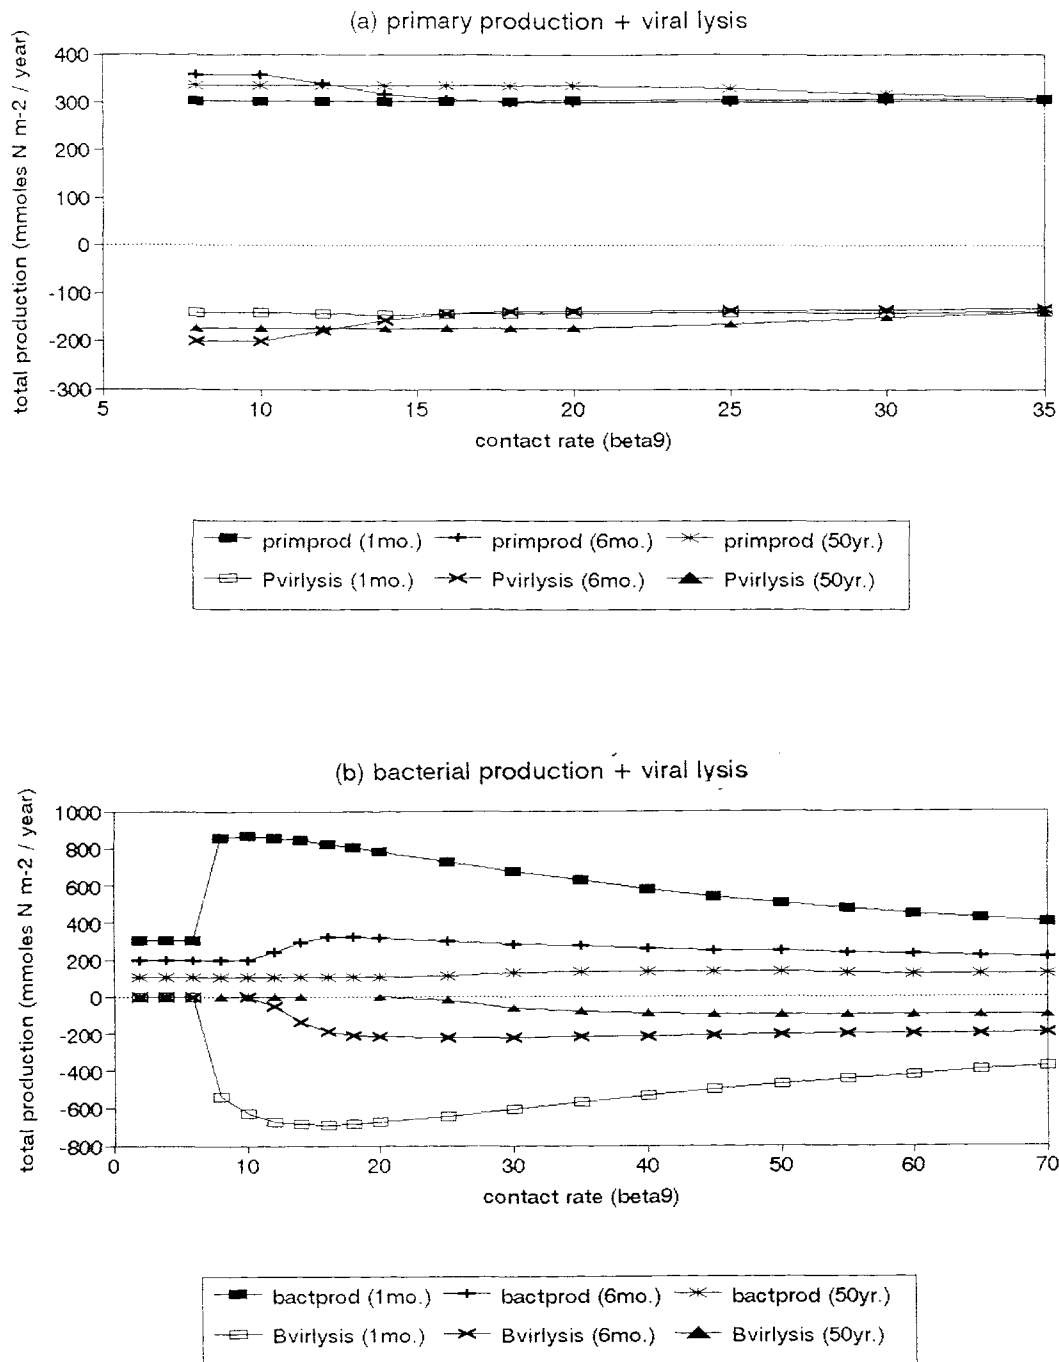 (a) primary production + viral lysis
total production (mmoles N m-2 / year)
400
300
200
100
0
-100
-200
-300
5
10
15
20
25
30
35
contact rate (beta9)
primprod (1mo.)
primprod (6mo.)
primprod (50yr.)
Pvirlysis (1mo.)
Pvirlysis (6mo.)
Pvirlysis (50yr.)
(b) bacterial production + viral lysis
total production (mmoles N m-2 / year)
1000
800
600
400
200
0
-200
-400
-600
-800
0
10
20
30
40
50
60
70
contact rate (beta9)
bactprod (1mo.)
bactprod (6mo.)
bactprod (50yr.)
Bvirlysis (1mo.)
Bvirlysis (6mo.)
Bvirlysis (50yr.)